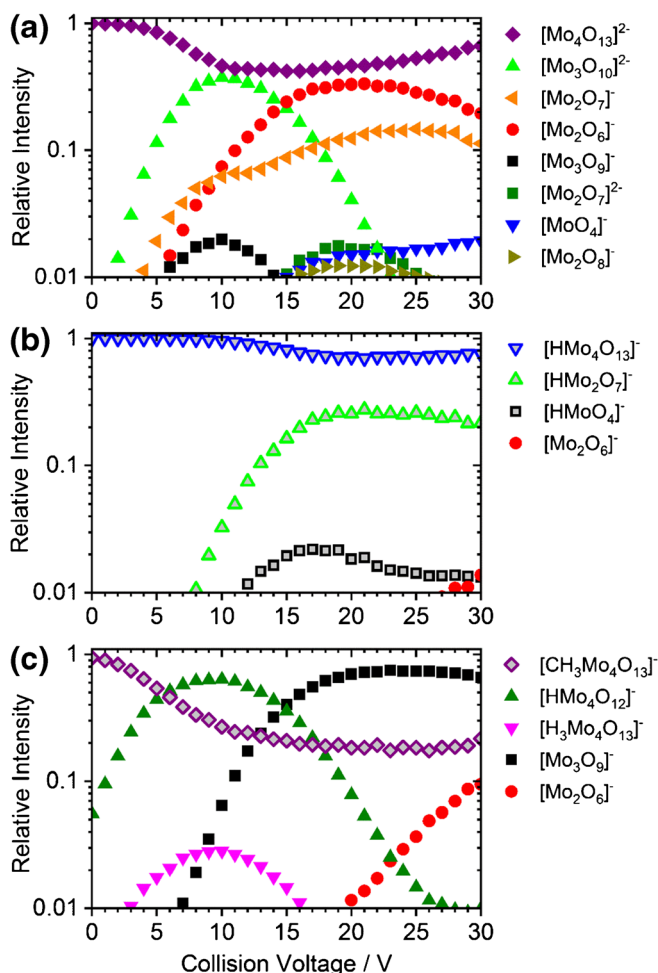 (a)
1
0.1
0.01
Relative Intensity
0 5 10 15 20 25 30
[Mo₄O₁₃]²⁻
[Mo₃O₁₀]²⁻
[Mo₂O₇]⁻
[Mo₂O₆]⁻
[Mo₃O₉]⁻
[Mo₂O₇]²⁻
[MoO₄]⁻
[Mo₂O₈]⁻
(b)
1
0.1
0.01
Relative Intensity
0 5 10 15 20 25 30
[HMo₄O₁₃]⁻
[HMo₂O₇]⁻
[HMoO₄]⁻
[Mo₂O₆]⁻
(c)
1
0.1
0.01
Relative Intensity
0 5 10 15 20 25 30
Collision Voltage / V
[CH₃Mo₄O₁₃]⁻
[HMo₄O₁₂]⁻
[H₃Mo₄O₁₃]⁻
[Mo₃O₉]⁻
[Mo₂O₆]⁻